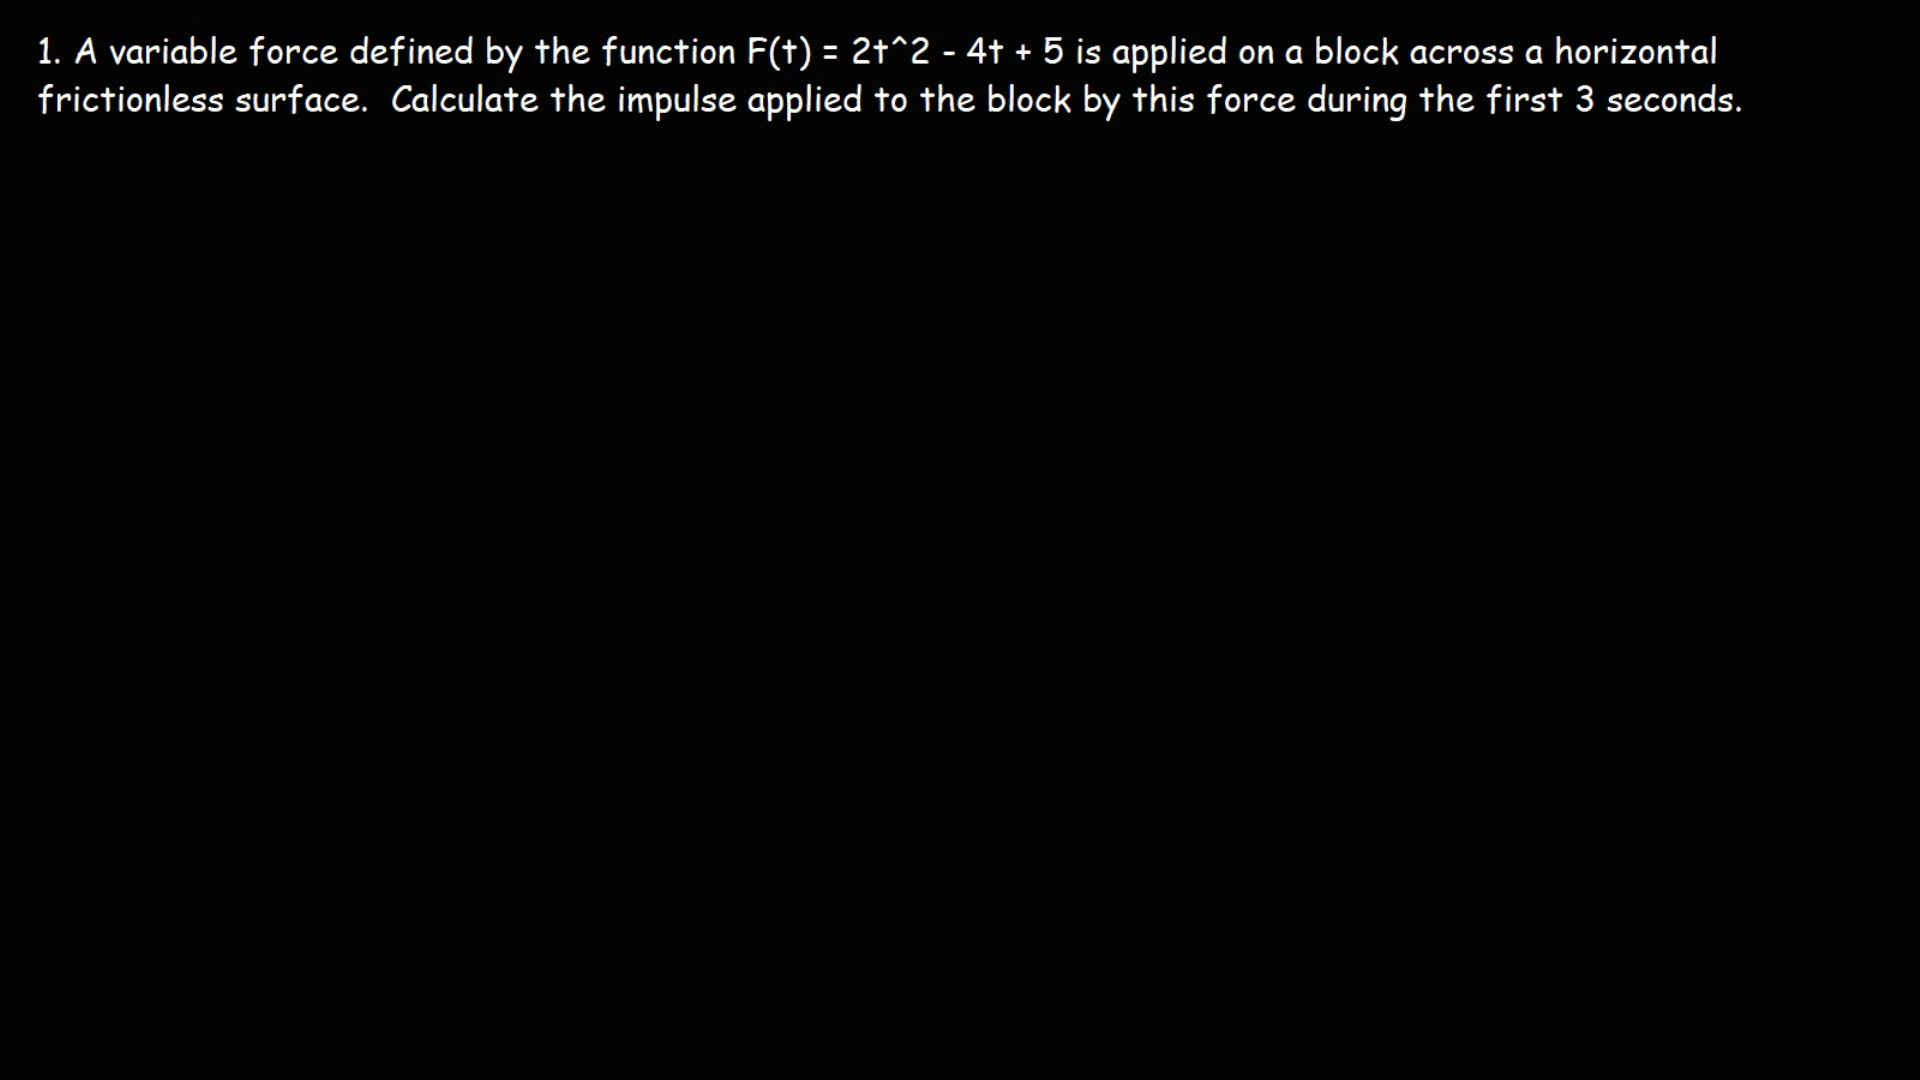 1. A variable force defined by the function F(t) = 2t^2 - 4t + 5 is applied on a block across a horizontal
frictionless surface.  Calculate the impulse applied to the block by this force during the first 3 seconds.